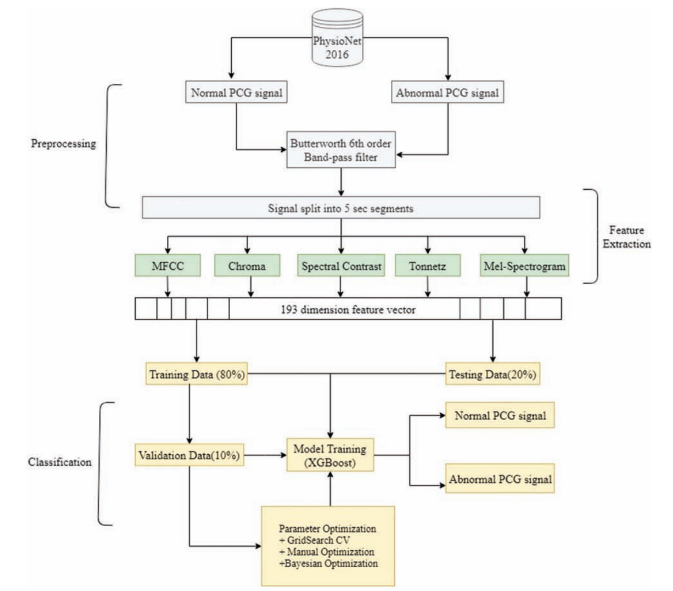 PhysioNet
2016
Normal PCG signal
Abnormal PCG signal
Preprocessing
Butterworth 6th order
Band-pass filter
Signal split into 5 sec segments
Feature
Extraction
MFCC
Chroma
Spectral Contrast
Tonnetz
Mel-Spectrogram
193 dimension feature vector
Training Data (80%)
Testing Data(20%)
Normal PCG signal
Classification
Validation Data(10%)
Model Training
(XGBoost)
Abnormal PCG signal
Parameter Optimization
+ GridSearch CV
+ Manual Optimization
+Bayesian Optimization